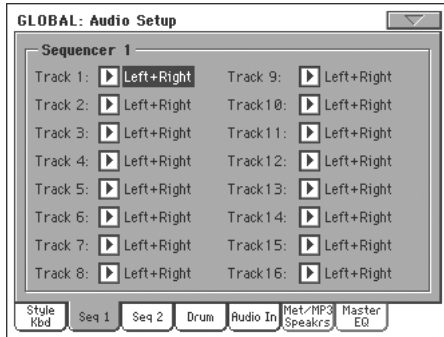 GLOBAL: Audio Setup
Sequencer 1
Track 1: Left+Right Track 9: Left+Right
Track 2: Left+Right Track10: Left+Right
Track 3: Left+Right Track11: Left+Right
Track 4: Left+Right Track12: Left+Right
Track 5: Left+Right Track13: Left+Right
Track 6: Left+Right Track14: Left+Right
Track 7: Left+Right Track15: Left+Right
Track 8: Left+Right Track16: Left+Right
Style Kbd Seq 1 Seq 2 Drum Audio In Met/MP3 Speakrs Master EQ